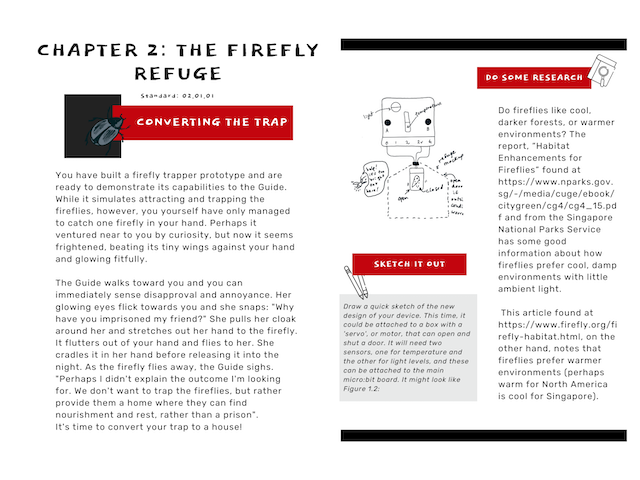 CHAPTER 2: THE FIREFLY
REFUGE
Standard: 02.01.01
CONVERTING THE TRAP
You have built a firefly trapper prototype and are
ready to demonstrate its capabilities to the Guide.
While it simulates attracting and trapping the
fireflies, however, you yourself have only managed
to catch one firefly in your hand. Perhaps it
ventured near to you by curiosity, but now it seems
frightened, beating its tiny wings against your hand
and glowing fitfully.
The Guide walks toward you and you can
immediately sense disapproval and annoyance. Her
glowing eyes flick towards you and she snaps: "Why
have you imprisoned my friend?" She pulls her cloak
around her and stretches out her hand to the firefly.
It flutters out of your hand and flies to her. She
cradles it in her hand before releasing it into the
night. As the firefly flies away, the Guide sighs.
"Perhaps I didn't explain the outcome I'm looking
for. We don't want to trap the fireflies, but rather
provide them a home where they can find
nourishment and rest, rather than a prison".
It's time to convert your trap to a house!
light
temperature
A
B
0 1 2 3v
refuge
mockup
open
closed
door
is
SKETCH IT OUT
Draw a quick sketch of the new
design of your device. This time, it
could be attached to a box with a
'servo', or motor, that can open and
shut a door. It will need two
sensors, one for temperature and
the other for light levels, and these
can be attached to the main
micro:bit board. It might look like
Figure 1.2:
DO SOME RESEARCH
Do fireflies like cool,
darker forests, or warmer
environments? The
report, "Habitat
Enhancements for
Fireflies" found at
https://www.nparks.gov.
sg/-/media/cuge/ebook/
citygreen/cg4/cg4_15.pd
f and from the Singapore
National Parks Service
has some good
information about how
fireflies prefer cool, damp
environments with little
ambient light.
This article found at
https://www.firefly.org/fi
refly-habitat.html, on the
other hand, notes that
fireflies prefer warmer
environments (perhaps
warm for North America
is cool for Singapore).